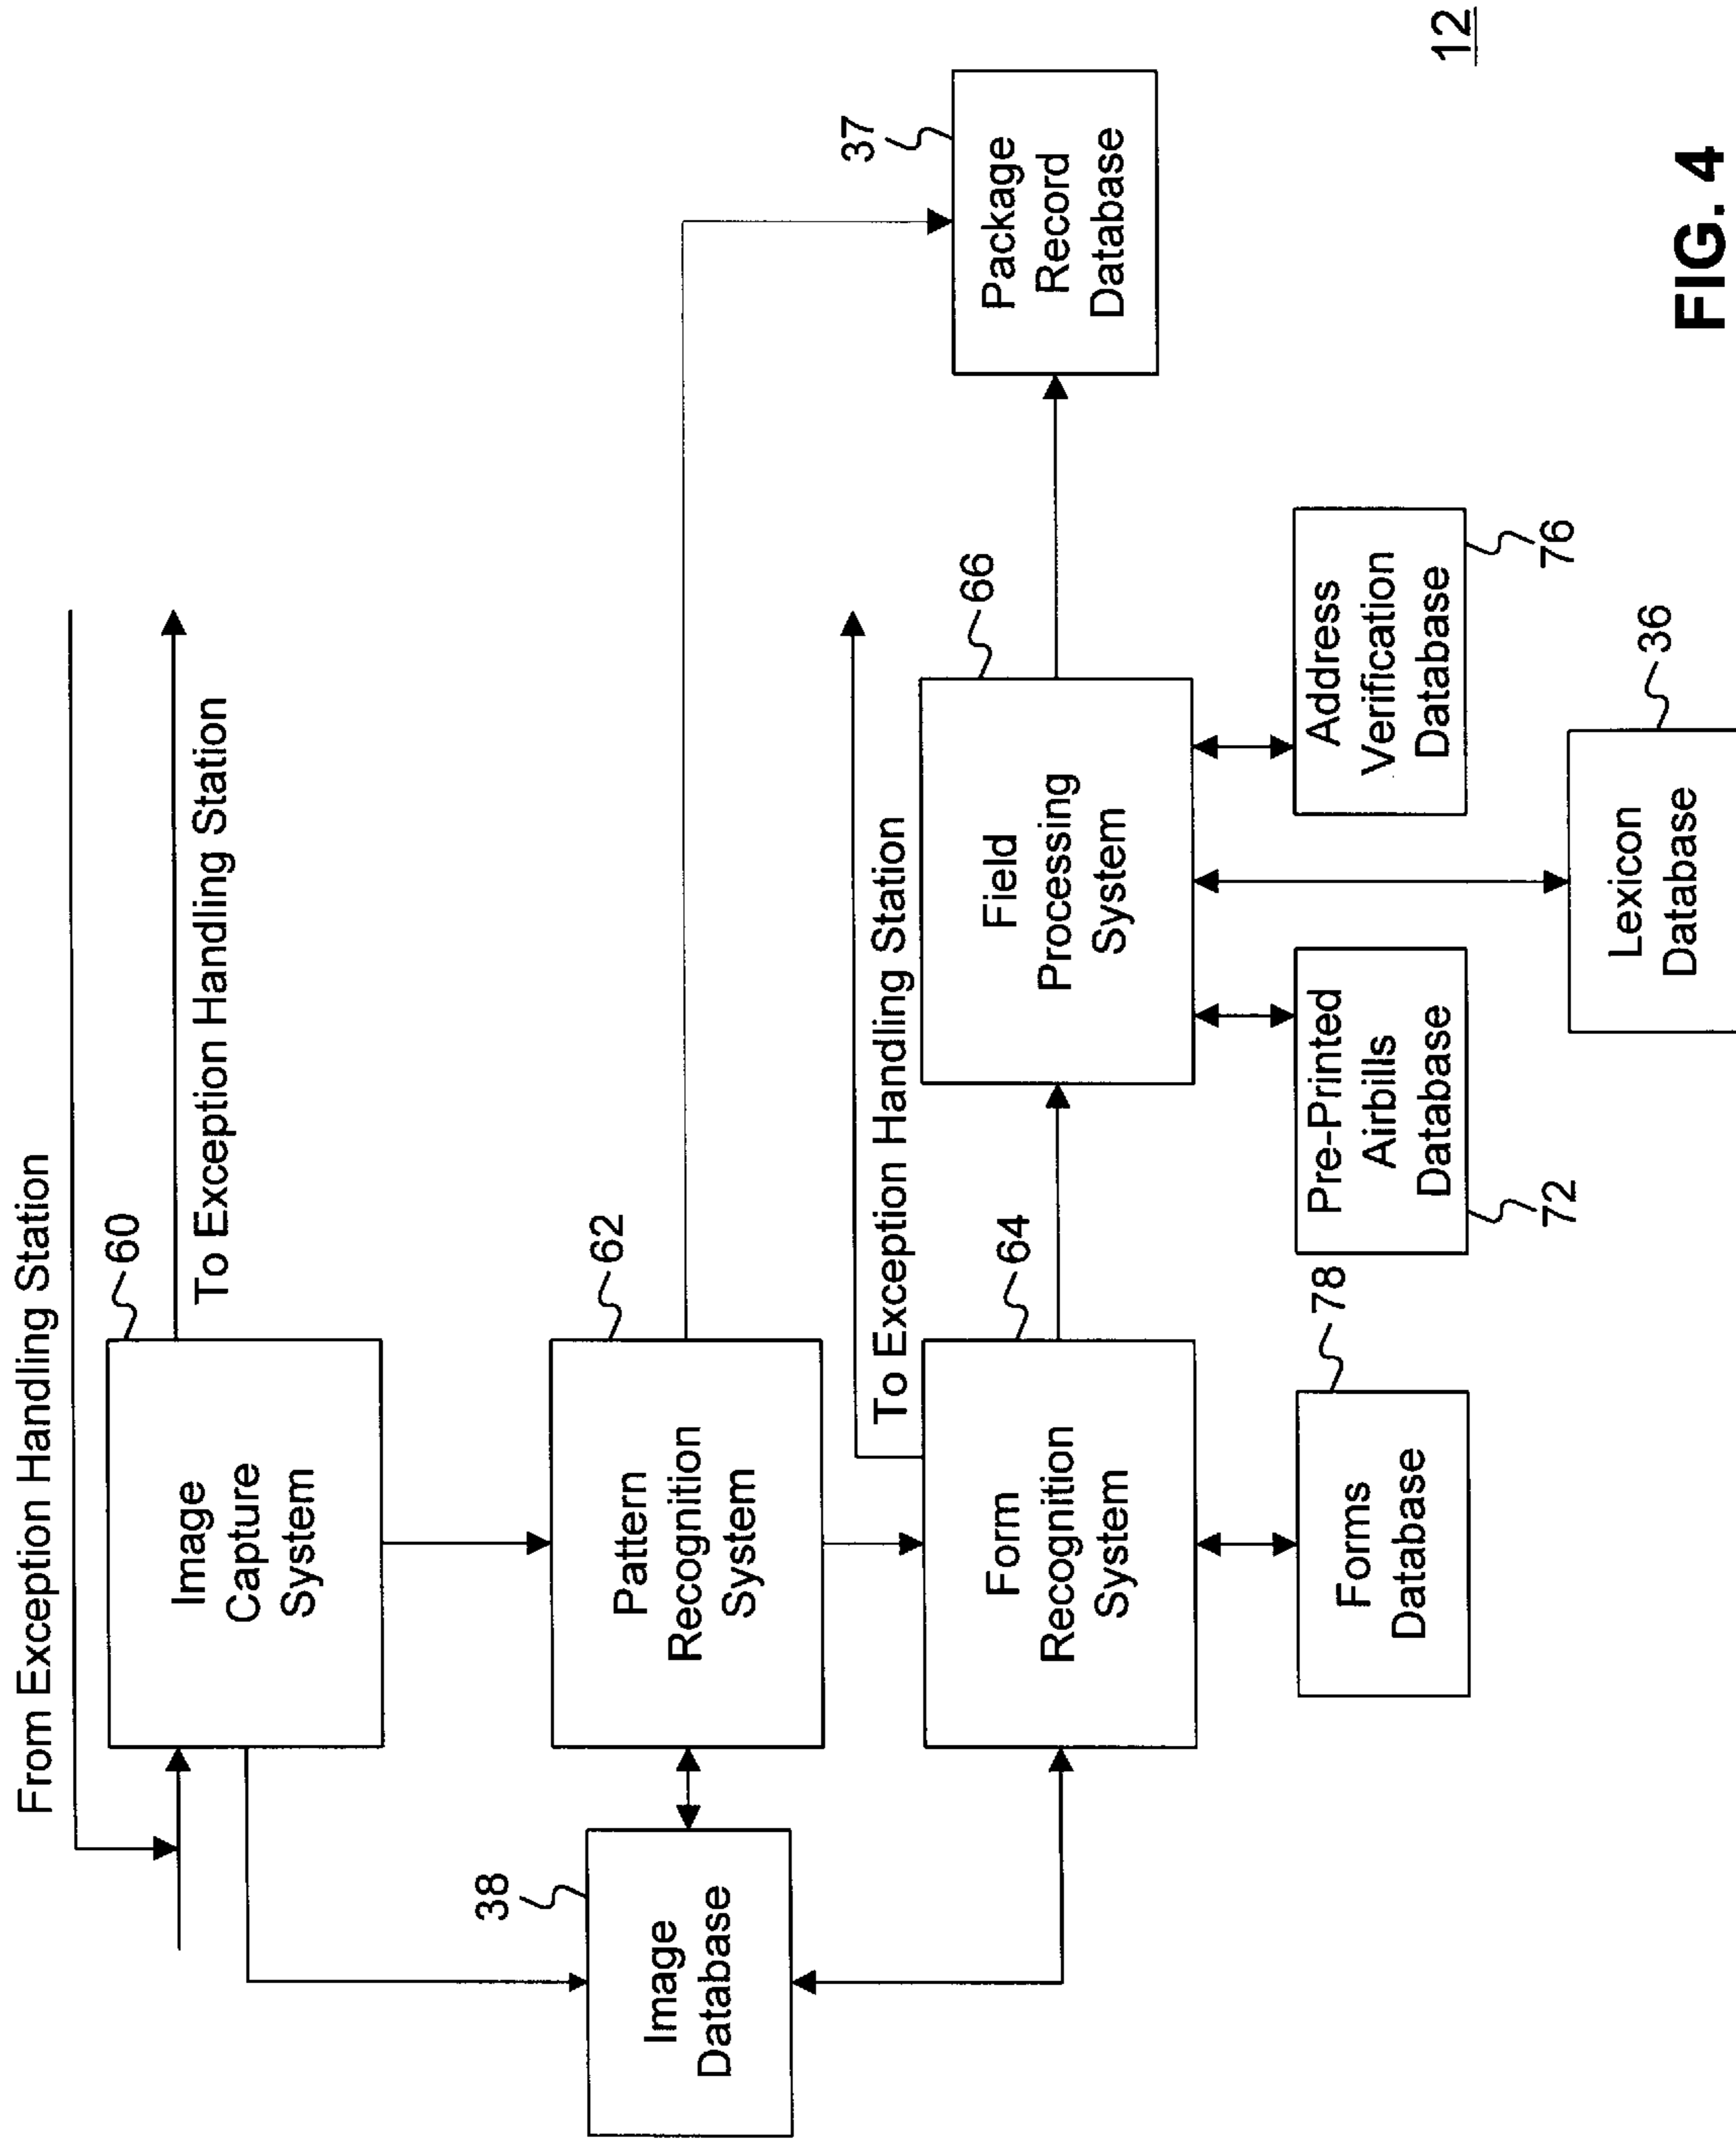 From Exception Handling Station
60
To Exception Handling Station
Image
Capture
System
62
Pattern
Recognition
System
38
Image
Database
37
Package
Record
Database
To Exception Handling Station
64
Form
Recognition
System
66
Field
Processing
System
78
Forms
Database
72
Pre-Printed
Airbills
Database
76
Address
Verification
Database
36
Lexicon
Database
12
FIG. 4